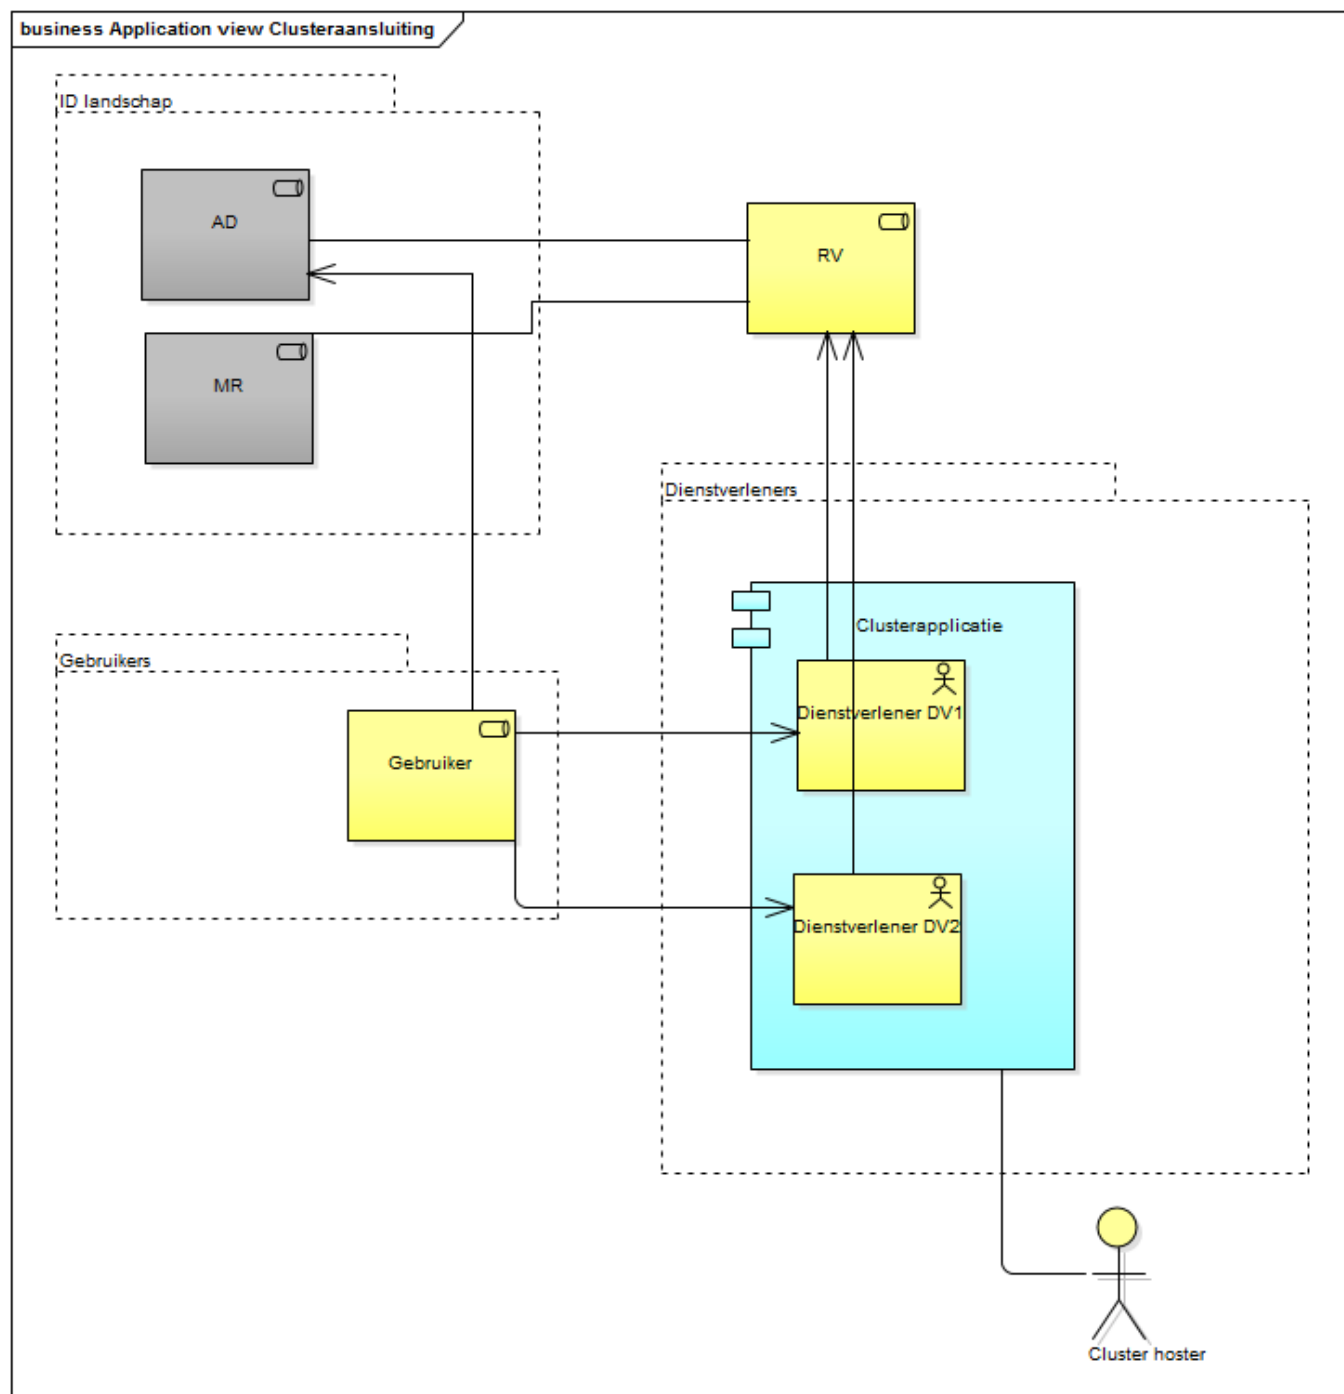 business Application view Clusteraansluiting
ID landschap
AD
RV
MR
Dienstverleners
Clusterapplicatie
Gebruikers
Dienstverlener DV1
Gebruiker
Dienstverlener DV2
Cluster hoster